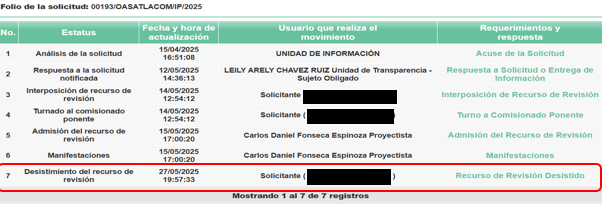 Folio de la solicitud: 00193/OASATLACOM/IP/2025
No. Estatus Fecha y hora de actualización Usuario que realiza el movimiento Requerimientos y respuesta
1 Análisis de la solicitud 15/04/2025 16:51:08 UNIDAD DE INFORMACIÓN Acuse de la Solicitud
2 Respuesta a la solicitud notificada 12/05/2025 14:36:13 LEILY ARELY CHAVEZ RUIZ Unidad de Transparencia - Sujeto Obligado Respuesta a Solicitud o Entrega de Información
3 Interposición de recurso de revisión 14/05/2025 12:54:12 Solicitante Interposición de Recurso de Revisión
4 Turnado al comisionado ponente 14/05/2025 12:54:12 Solicitante ( ) Turno a Comisionado Ponente
5 Admisión del recurso de revisión 15/05/2025 17:00:20 Carlos Daniel Fonseca Espinoza Proyectista Admisión del Recurso de Revisión
6 Manifestaciones 15/05/2025 17:00:20 Carlos Daniel Fonseca Espinoza Proyectista Manifestaciones
7 Desistimiento del recurso de revisión 27/05/2025 19:57:33 Solicitante ( ) Recurso de Revisión Desistido
Mostrando 1 al 7 de 7 registros